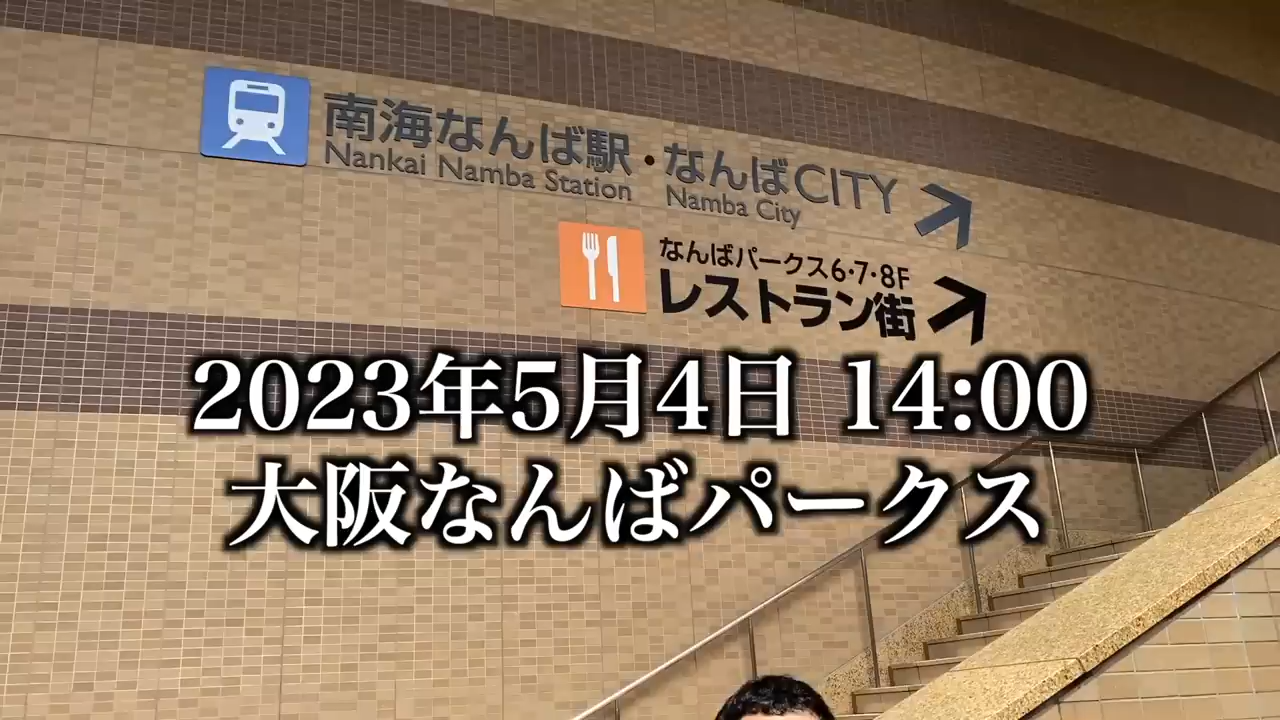 南海なんば駅・なんばCITY
Nankai Namba Station Namba City
なんばパークス6・7・8F
レストラン街
2023年5月4日 14:00
大阪なんばパークス